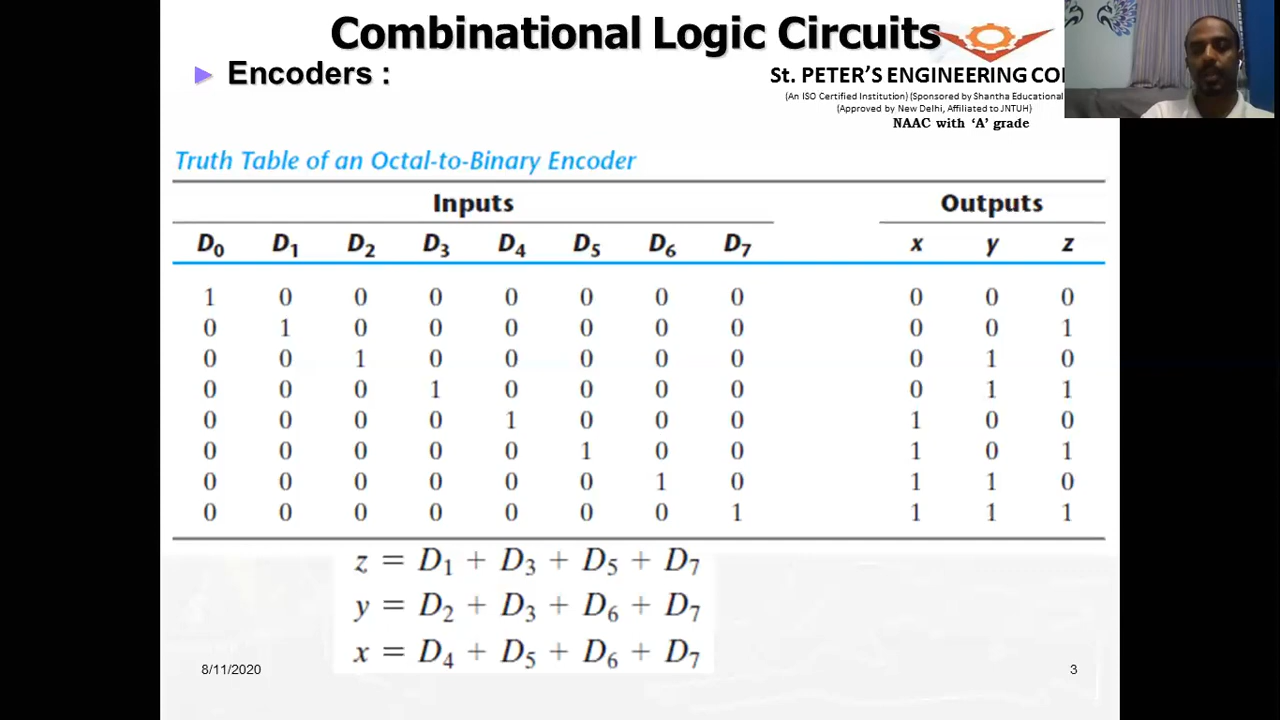 Combinational Logic Circuits
Encoders :
St. PETER'S ENGINEERING
(An ISO Certified Institution) (Sponsored by Shantha Educational
(Approved by New Delhi, Affiliated to JNTUH)
NAAC with ‘A’ grade
Truth Table of an Octal-to-Binary Encoder
Inputs Outputs
D₀ D₁ D₂ D₃ D₄ D₅ D₆ D₇ x y z
1 0 0 0 0 0 0 0 0 0 0
0 1 0 0 0 0 0 0 0 0 1
0 0 1 0 0 0 0 0 0 1 0
0 0 0 1 0 0 0 0 0 1 1
0 0 0 0 1 0 0 0 1 0 0
0 0 0 0 0 1 0 0 1 0 1
0 0 0 0 0 0 1 0 1 1 0
0 0 0 0 0 0 0 1 1 1 1
z = D₁ + D₃ + D₅ + D₇
y = D₂ + D₃ + D₆ + D₇
x = D₄ + D₅ + D₆ + D₇
8/11/2020 3